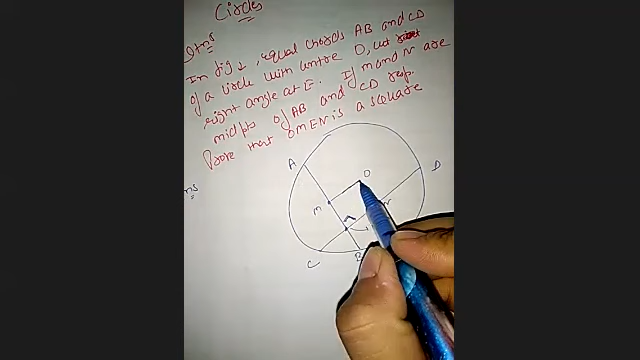 Circles
In fig ↓, equal chords AB and CD
of a circle with centre O, cut
right angle at E. If M and N are
midpts of AB and CD resp.
Prove that OMEN is a square
A
O
D
M
N
C
B